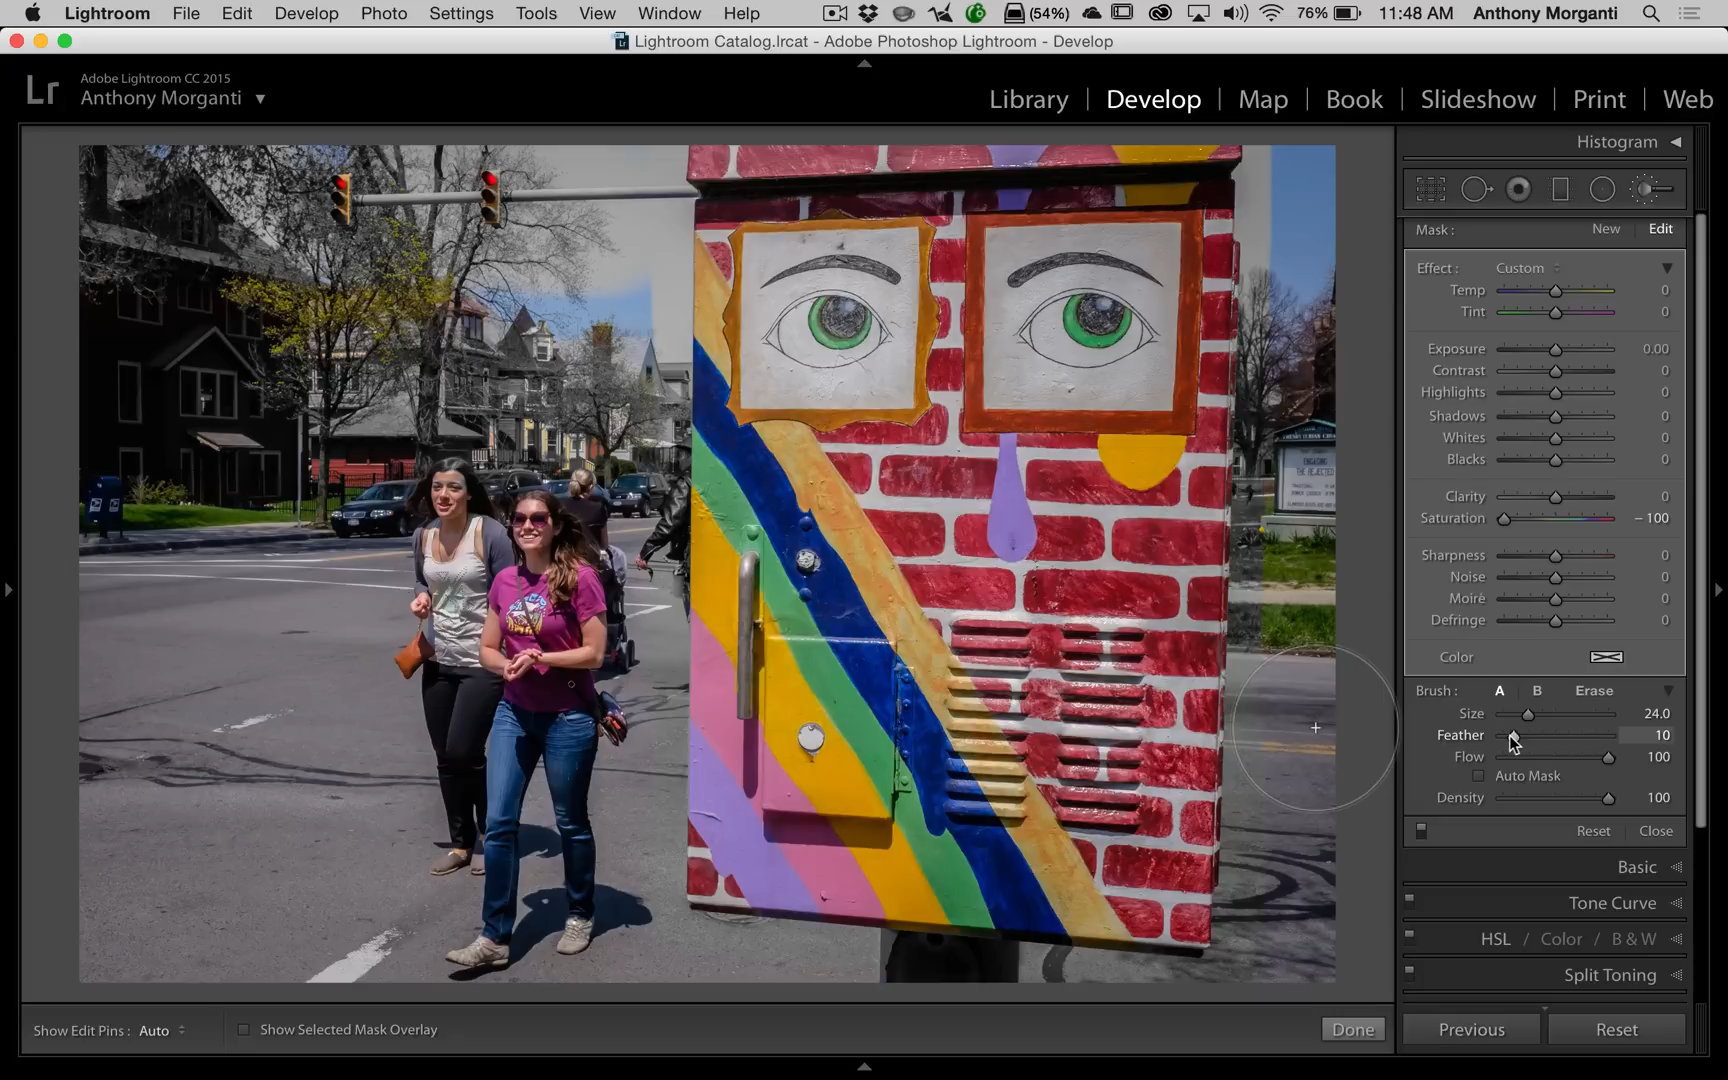 Lightroom File Edit Develop Photo Settings Tools View Window Help (54%) 76% 11:48 AM Anthony Morganti
Lr Lightroom Catalog.lrcat - Adobe Photoshop Lightroom - Develop
Lr Adobe Lightroom CC 2015
Anthony Morganti
Library | Develop | Map | Book | Slideshow | Print | Web
Histogram
Mask : New Edit
Effect : Custom
Temp 0
Tint 0
Exposure 0.00
Contrast 0
Highlights 0
Shadows 0
Whites 0
Blacks 0
Clarity 0
Saturation – 100
Sharpness 0
Noise 0
Moiré 0
Defringe 0
Color
Brush : A B Erase
Size 24.0
Feather 10
Flow 100
Auto Mask
Density 100
Reset Close
Basic
Tone Curve
HSL / Color / B & W
Split Toning
Show Edit Pins : Auto Show Selected Mask Overlay Done Previous Reset